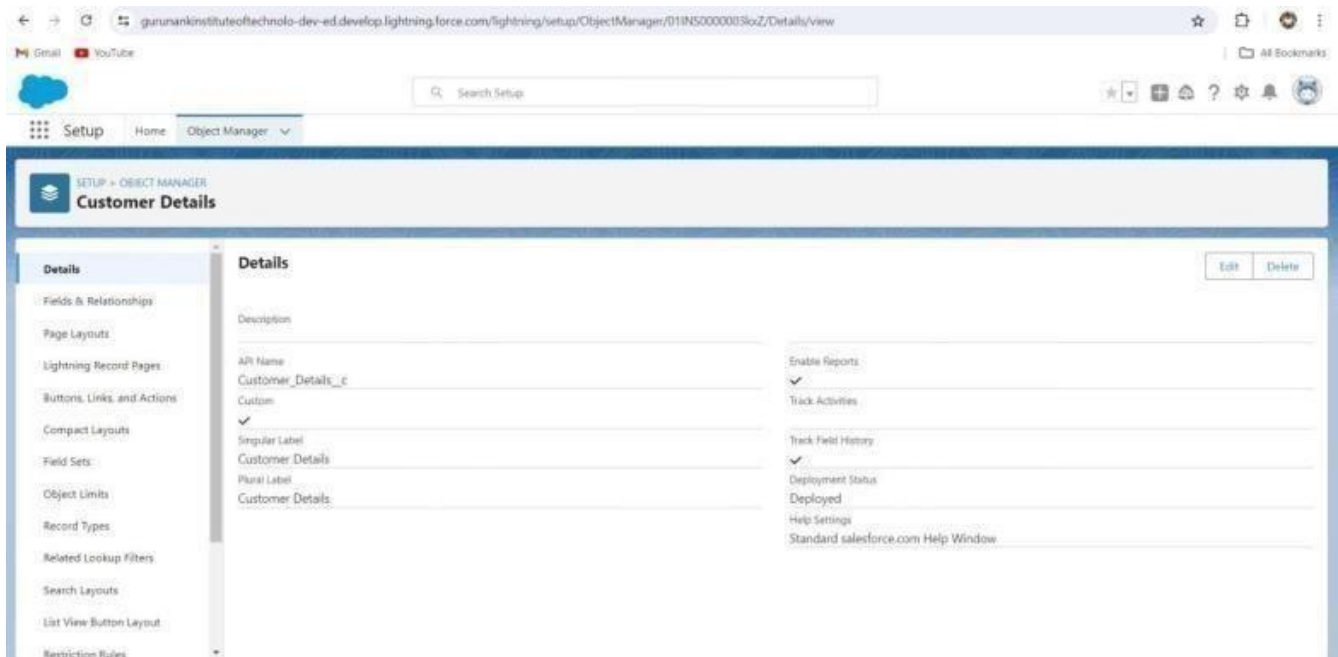 gurunankinstituteoftechnolo-dev-ed.develop.lightning.force.com/lightning/setup/ObjectManager/01INS0000003koZ/Details/view
Gmail YouTube All Bookmarks
Search Setup
Setup Home Object Manager
SETUP > OBJECT MANAGER
Customer Details
Details
Fields & Relationships
Page Layouts
Lightning Record Pages
Buttons, Links, and Actions
Compact Layouts
Field Sets
Object Limits
Record Types
Related Lookup Filters
Search Layouts
List View Button Layout
Restriction Rules
Details
Edit Delete
Description
API Name
Customer_Details__c
Custom
Singular Label
Customer Details
Plural Label
Customer Details
Enable Reports
Track Activities
Track Field History
Deployment Status
Deployed
Help Settings
Standard salesforce.com Help Window